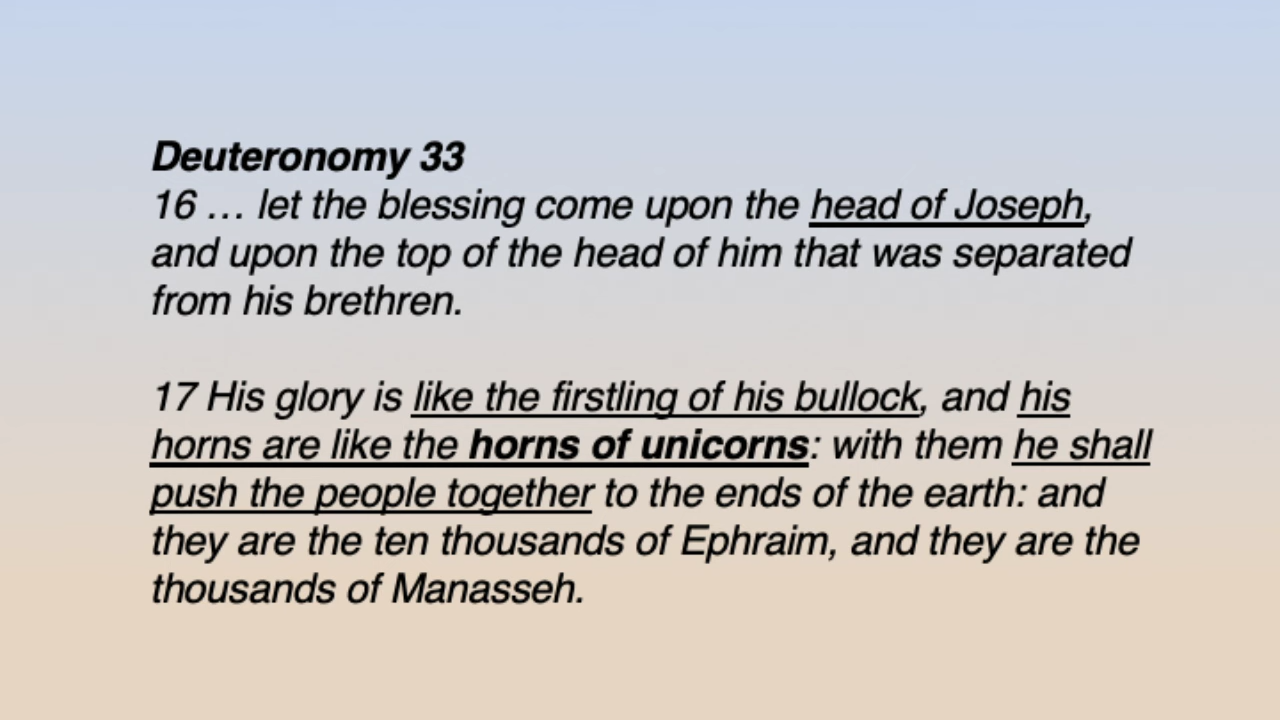 Deuteronomy 33
16 … let the blessing come upon the head of Joseph,
and upon the top of the head of him that was separated
from his brethren.
17 His glory is like the firstling of his bullock, and his
horns are like the horns of unicorns: with them he shall
push the people together to the ends of the earth: and
they are the ten thousands of Ephraim, and they are the
thousands of Manasseh.